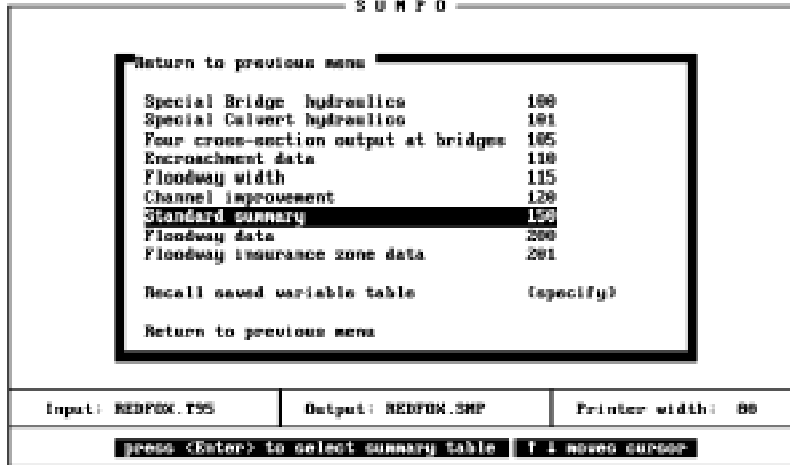 S U M P O
Return to previous menu
Special Bridge hydraulics 100
Special Culvert hydraulics 101
Four cross-section output at bridges 105
Encroachment data 110
Floodway width 115
Channel improvement 120
Standard summary 150
Floodway data 200
Floodway insurance zone data 201
Recall saved variable table (specify)
Return to previous menu
Input: REDFOX.T95 Output: REDFOX.SMP Printer width: 80
press <Enter> to select summary table ↑ ↓ moves cursor